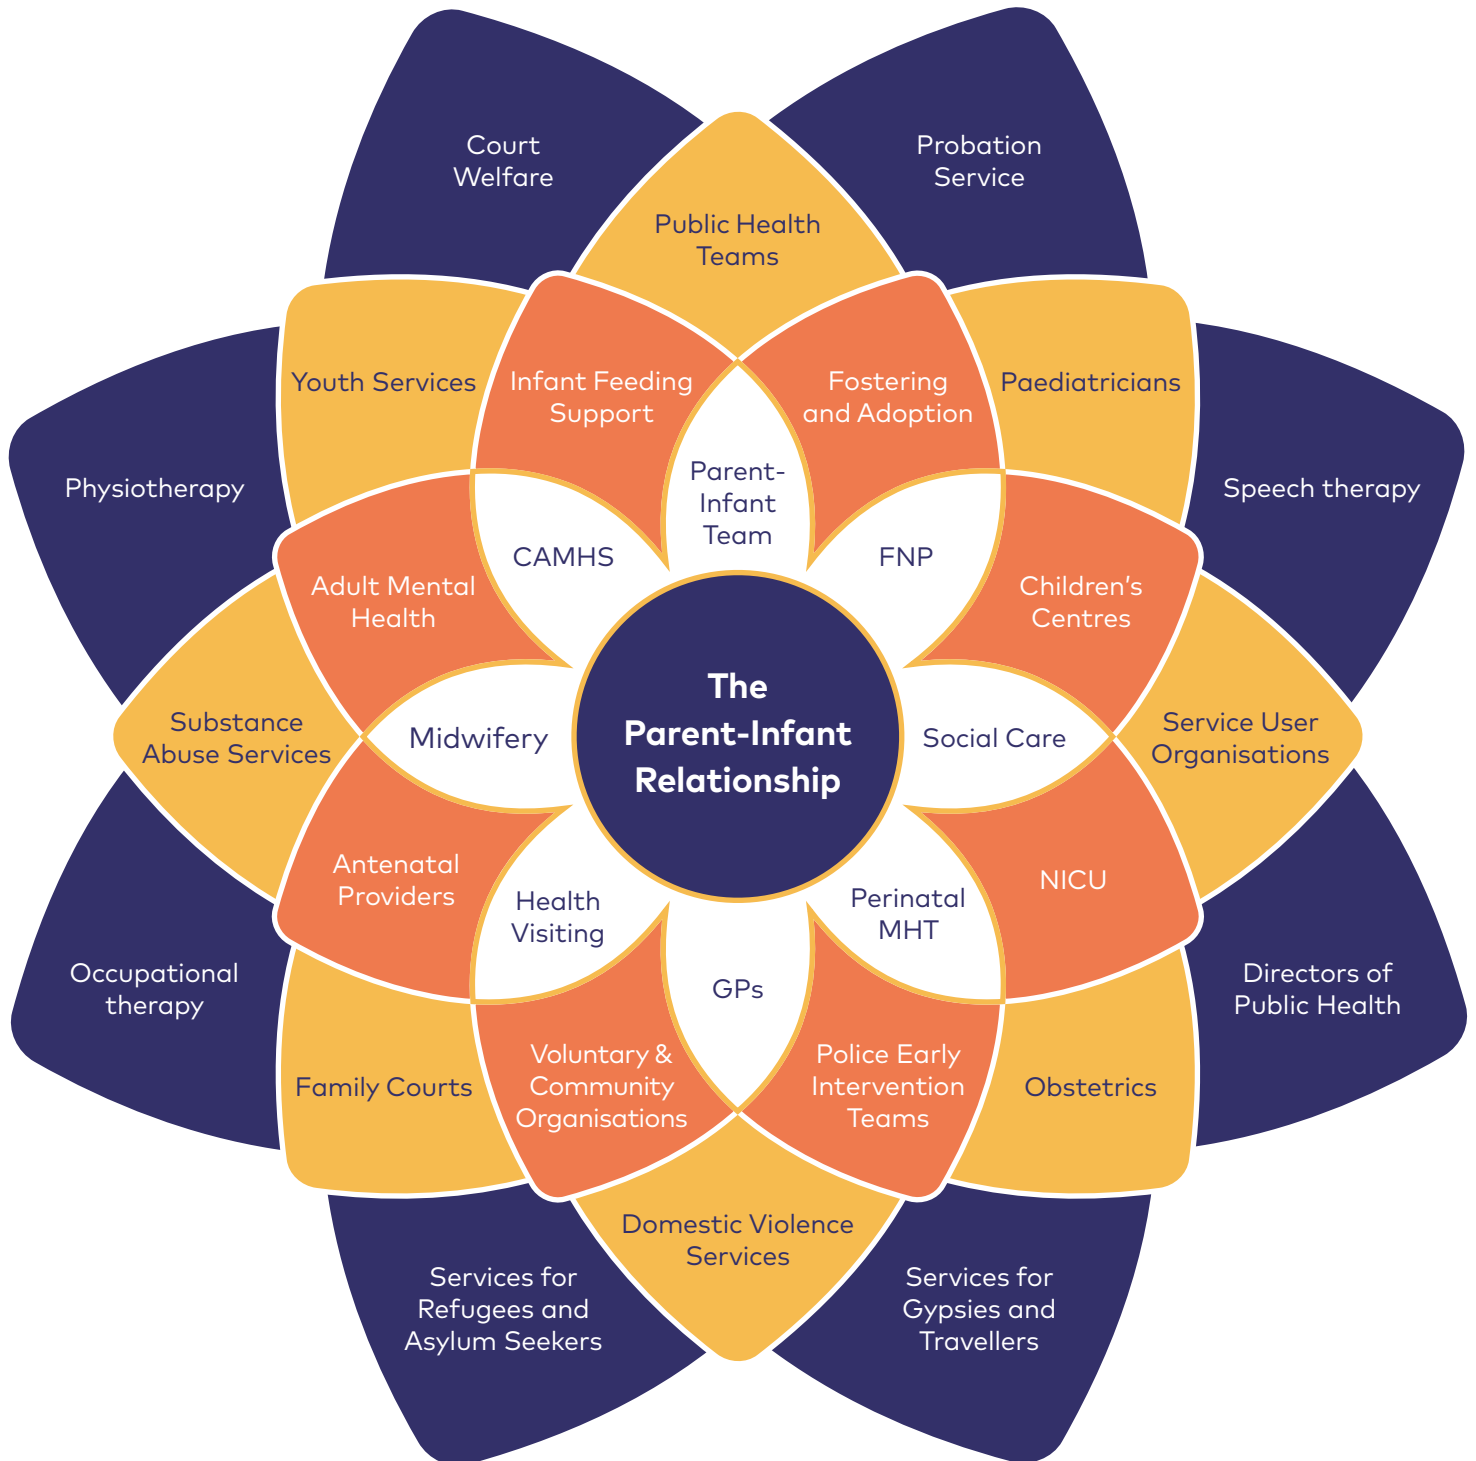 Court
Welfare
Probation
Service
Public Health
Teams
Youth Services
Infant Feeding
Support
Fostering
and Adoption
Paediatricians
Physiotherapy
Parent-
Infant
Team
Speech therapy
CAMHS
FNP
Adult Mental
Health
Children’s
Centres
Substance
Abuse Services
Midwifery
The
Parent-Infant
Relationship
Social Care
Service User
Organisations
Antenatal
Providers
Health
Visiting
Perinatal
MHT
NICU
Occupational
therapy
GPs
Directors of
Public Health
Family Courts
Voluntary &
Community
Organisations
Police Early
Intervention
Teams
Obstetrics
Domestic Violence
Services
Services for
Refugees and
Asylum Seekers
Services for
Gypsies and
Travellers